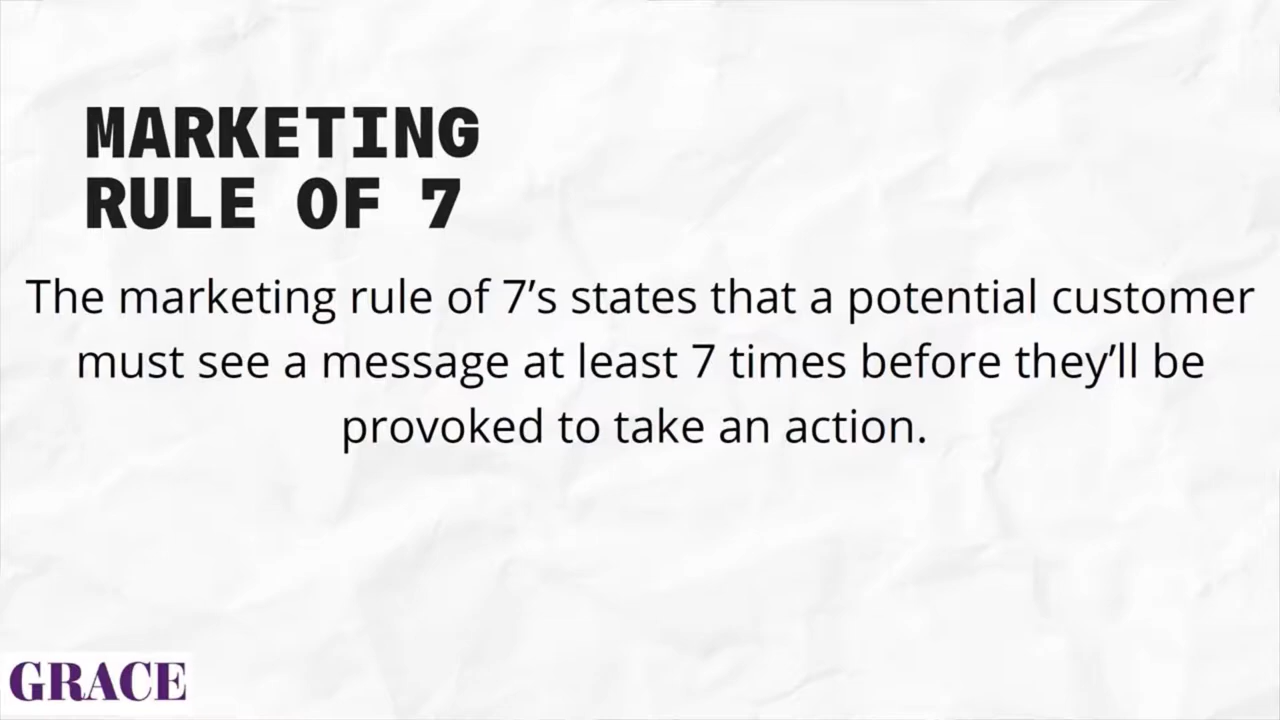 MARKETING
RULE OF 7
The marketing rule of 7’s states that a potential customer
must see a message at least 7 times before they’ll be
provoked to take an action.
GRACE